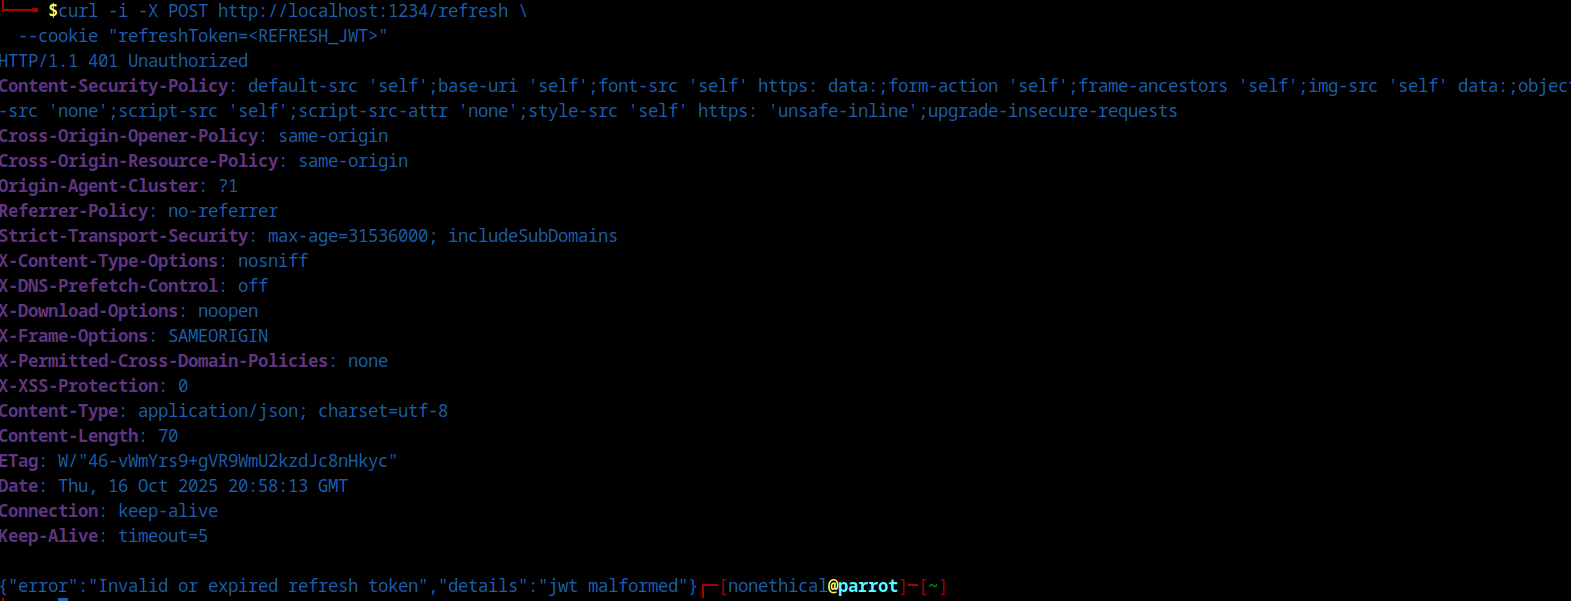 $curl -i -X POST http://localhost:1234/refresh \
--cookie "refreshToken=<REFRESH_JWT>"
HTTP/1.1 401 Unauthorized
Content-Security-Policy: default-src 'self';base-uri 'self';font-src 'self' https: data:;form-action 'self';frame-ancestors 'self';img-src 'self' data:;objec
-src 'none';script-src 'self';script-src-attr 'none';style-src 'self' https: 'unsafe-inline';upgrade-insecure-requests
Cross-Origin-Opener-Policy: same-origin
Cross-Origin-Resource-Policy: same-origin
Origin-Agent-Cluster: ?1
Referrer-Policy: no-referrer
Strict-Transport-Security: max-age=31536000; includeSubDomains
X-Content-Type-Options: nosniff
X-DNS-Prefetch-Control: off
X-Download-Options: noopen
X-Frame-Options: SAMEORIGIN
X-Permitted-Cross-Domain-Policies: none
X-XSS-Protection: 0
Content-Type: application/json; charset=utf-8
Content-Length: 70
ETag: W/"46-vWmYrs9+gVR9WmU2kzdJc8nHkyc"
Date: Thu, 16 Oct 2025 20:58:13 GMT
Connection: keep-alive
Keep-Alive: timeout=5
{"error":"Invalid or expired refresh token","details":"jwt malformed"}┌─[nonethical@parrot]─[~]